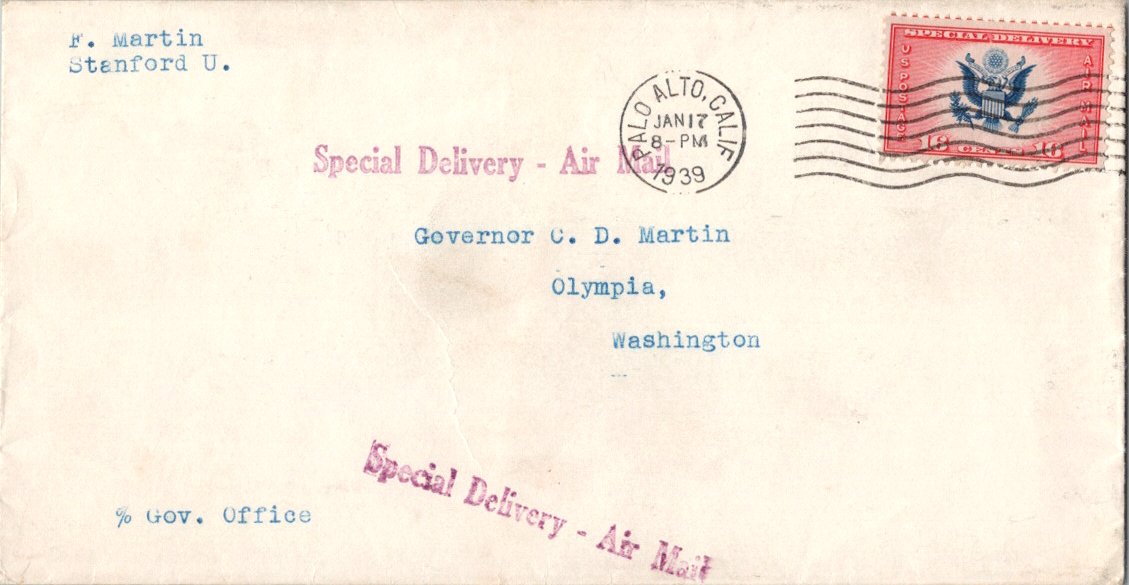 F. Martin
Stanford U.
SPECIAL DELIVERY
US POSTAGE
AIR MAIL
16 CENTS 16
PALO ALTO, CALIF
JAN 17
8-PM
1939
Special Delivery - Air Mail
Governor C. D. Martin
Olympia,
Washington
Special Delivery - Air Mail
% Gov. Office